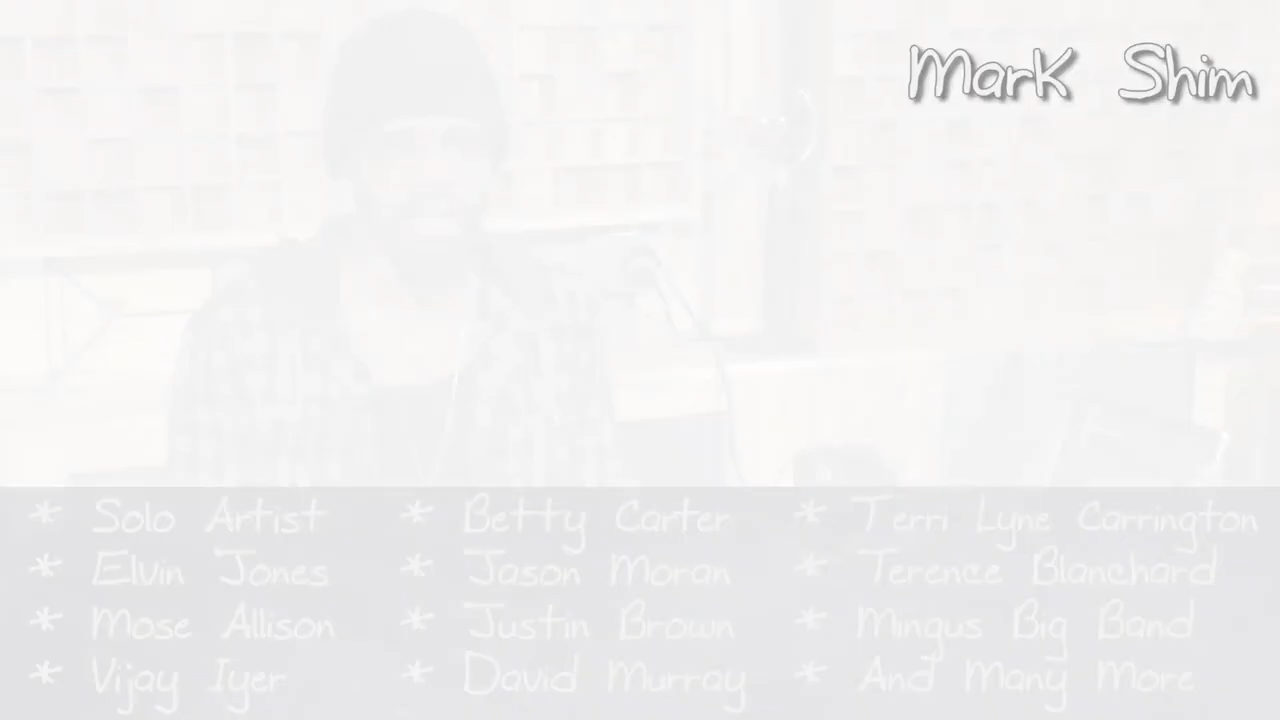 Mark Shim
* Solo Artist
* Elvin Jones
* Mose Allison
* Vijay Iyer
* Betty Carter
* Jason Moran
* Justin Brown
* David Murray
* Terri Lyne Carrington
* Terence Blanchard
* Mingus Big Band
* And Many More